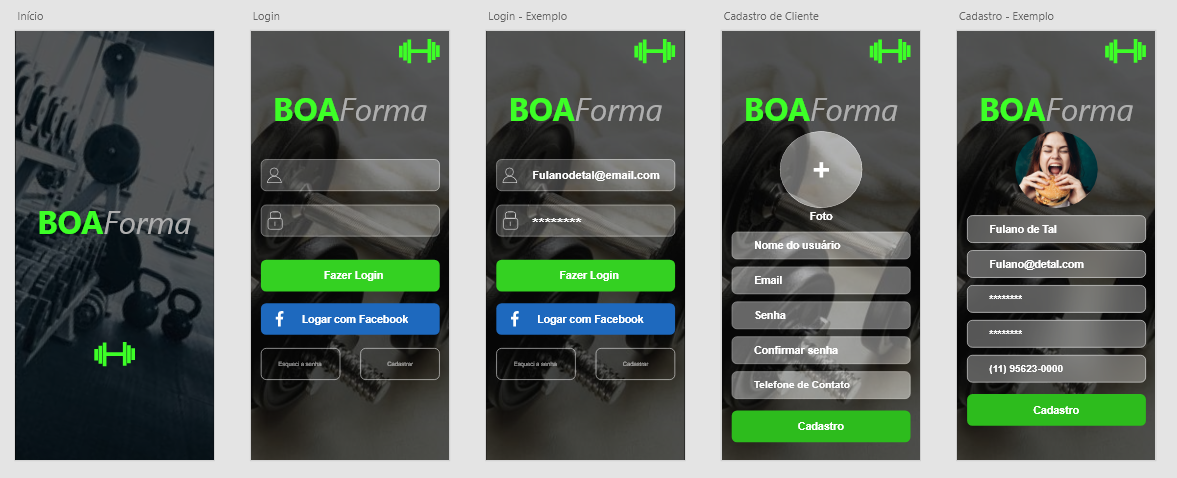 Início
BOAForma
Login
BOAForma
Fazer Login
Logar com Facebook
Esqueci a senha
Cadastrar
Login - Exemplo
BOAForma
Fulanodetal@email.com
********
Fazer Login
Logar com Facebook
Esqueci a senha
Cadastrar
Cadastro de Cliente
BOAForma
+
Foto
Nome do usuário
Email
Senha
Confirmar senha
Telefone de Contato
Cadastro
Cadastro - Exemplo
BOAForma
Fulano de Tal
Fulano@detal.com
********
********
(11) 95623-0000
Cadastro